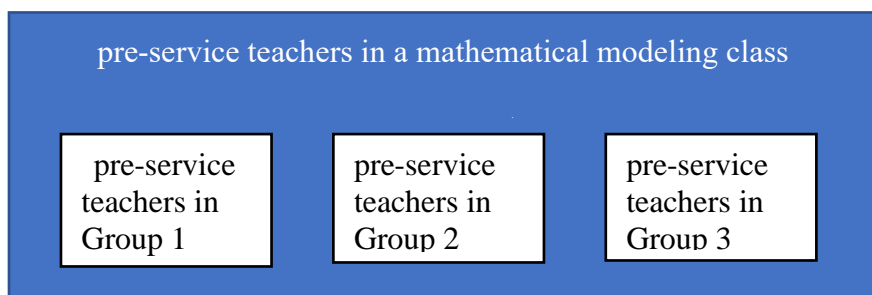 pre-service teachers in a mathematical modeling class
pre-service
teachers in
Group 1
pre-service
teachers in
Group 2
pre-service
teachers in
Group 3